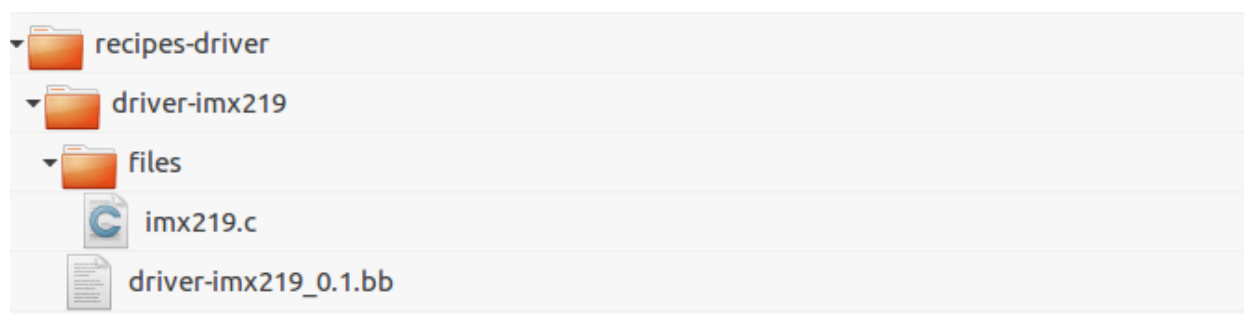 recipes-driver
driver-imx219
files
imx219.c
driver-imx219_0.1.bb